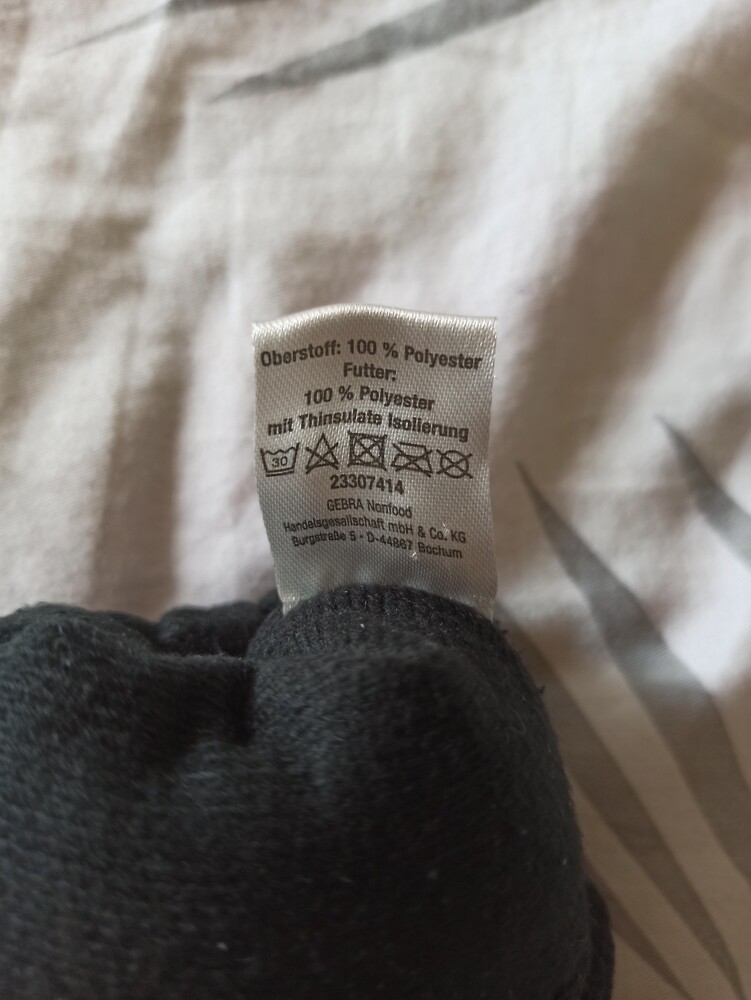 Oberstoff: 100 % Polyester
Futter:
100 % Polyester
mit Thinsulate Isolierung
30
23307414
GEBRA Nonfood
Handelsgesellschaft mbH & Co. KG
Burgstraße 5 - D-44867 Bochum